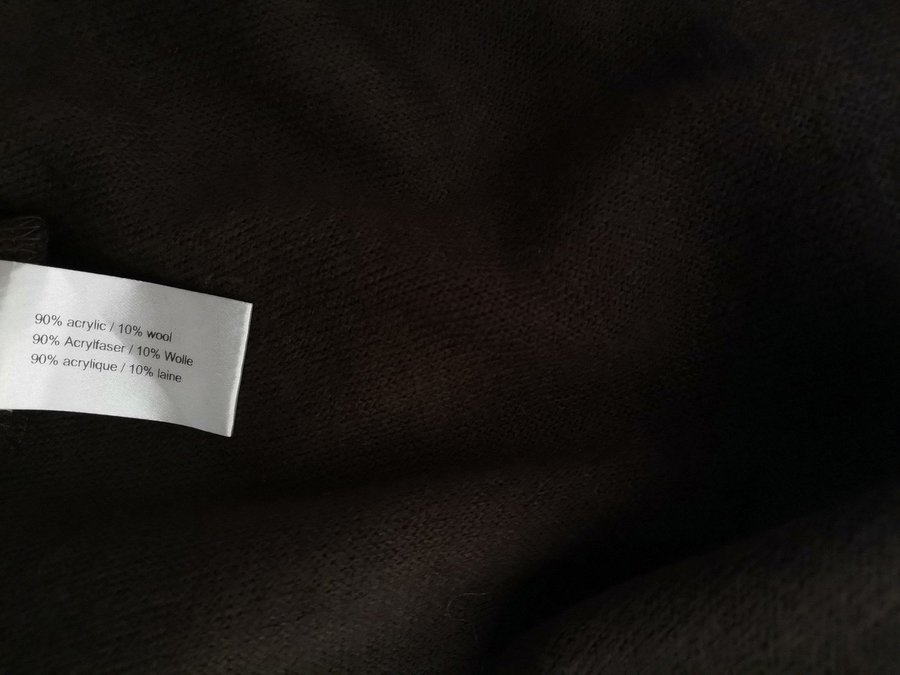 90% acrylic / 10% wool
90% Acrylfaser / 10% Wolle
90% acrylique / 10% laine